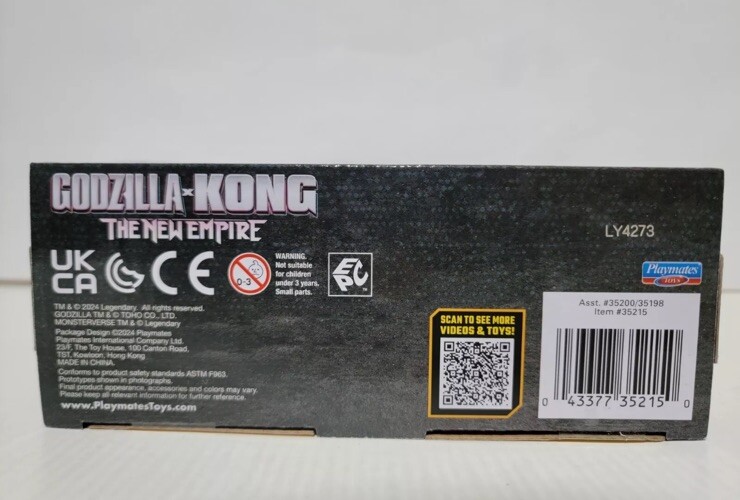 GODZILLA x KONG
THE NEW EMPIRE
LY4273
UK
CA
CE
0-3
WARNING.
Not suitable
for children
under 3 years.
Small parts.
EPC
™
Playmates
TOYS
TM & © 2024 Legendary. All rights reserved.
GODZILLA TM & © TOHO CO., LTD.
MONSTERVERSE TM & © Legendary
Package Design ©2024 Playmates
Playmates International Company Ltd.
23/F, The Toy House, 100 Canton Road,
TST, Kowloon, Hong Kong
MADE IN CHINA.
Conforms to product safety standards ASTM F963.
Prototypes shown in photographs.
Final product appearance, accessories and colors may vary.
Please keep all relevant information for further reference.
www.PlaymatesToys.com
SCAN TO SEE MORE
VIDEOS & TOYS!
Asst. #35200/35198
Item #35215
0 43377 35215 0